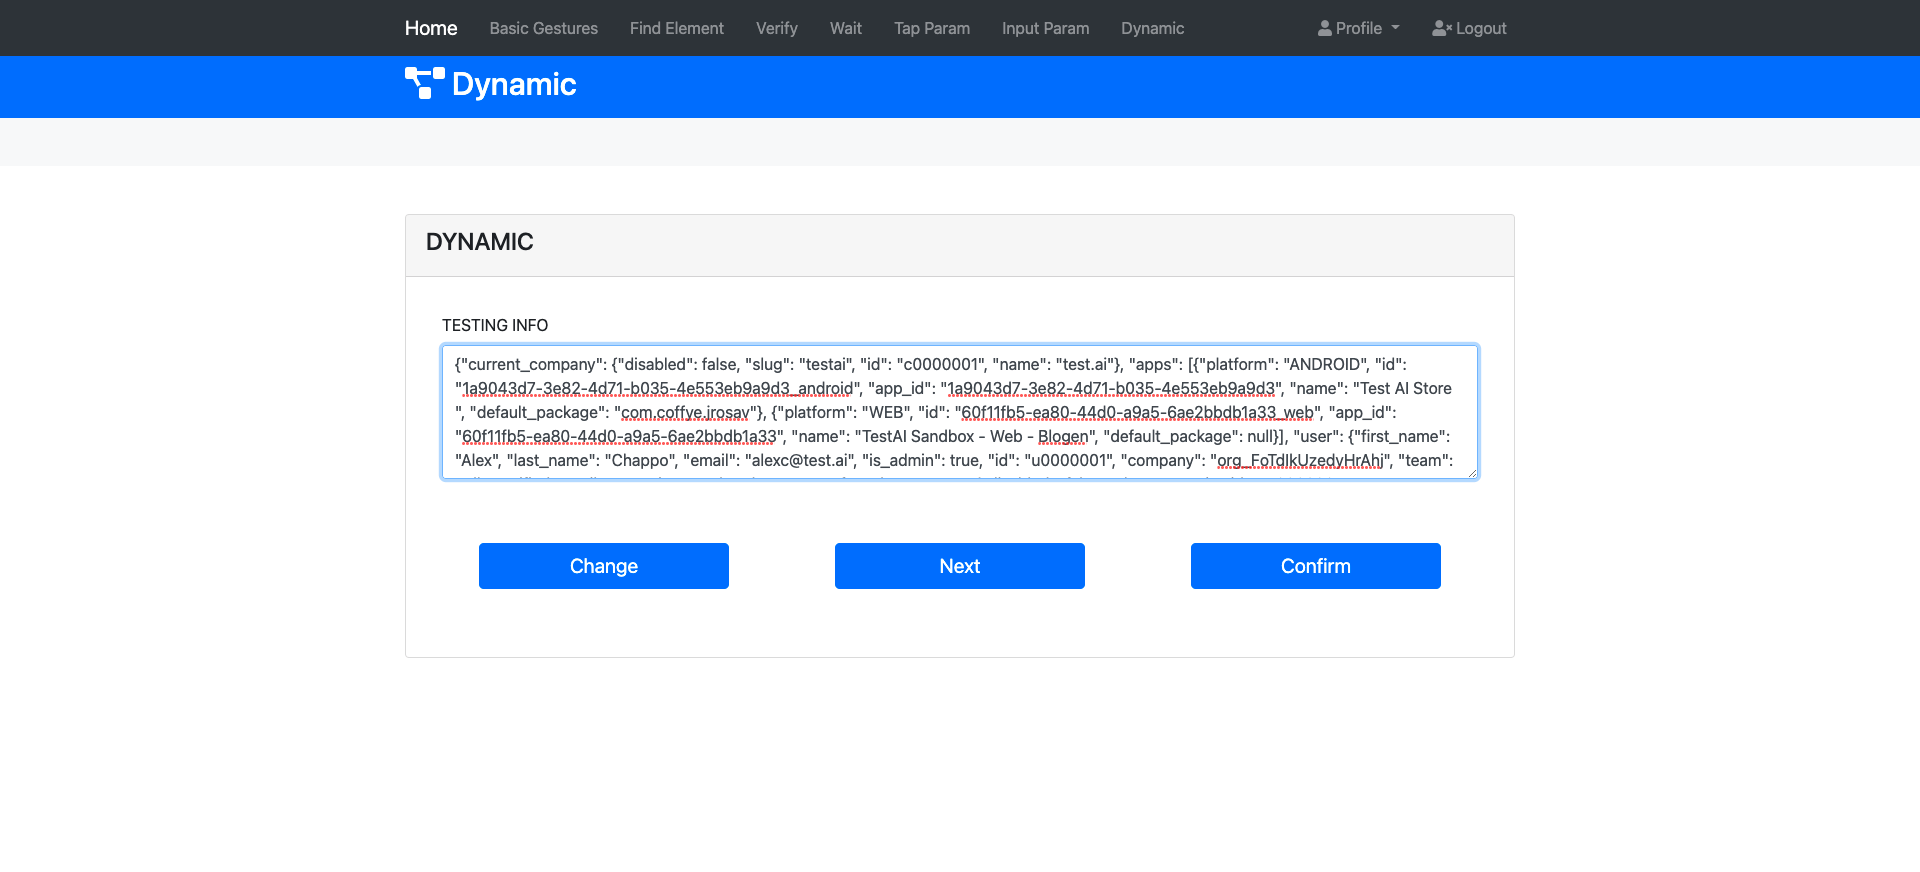 Home Basic Gestures Find Element Verify Wait Tap Param Input Param Dynamic Profile Logout
Dynamic
DYNAMIC
TESTING INFO
{"current_company": {"disabled": false, "slug": "testai", "id": "c0000001", "name": "test.ai"}, "apps": [{"platform": "ANDROID", "id":
"1a9043d7-3e82-4d71-b035-4e553eb9a9d3_android", "app_id": "1a9043d7-3e82-4d71-b035-4e553eb9a9d3", "name": "Test AI Store
", "default_package": "com.coffye.jrosav"}, {"platform": "WEB", "id": "60f11fb5-ea80-44d0-a9a5-6ae2bbdb1a33_web", "app_id":
"60f11fb5-ea80-44d0-a9a5-6ae2bbdb1a33", "name": "TestAI Sandbox - Web - Blogen", "default_package": null}], "user": {"first_name":
"Alex", "last_name": "Chappo", "email": "alexc@test.ai", "is_admin": true, "id": "u0000001", "company": "org_FoTdIkUzedyHrAhj", "team":
Change Next Confirm